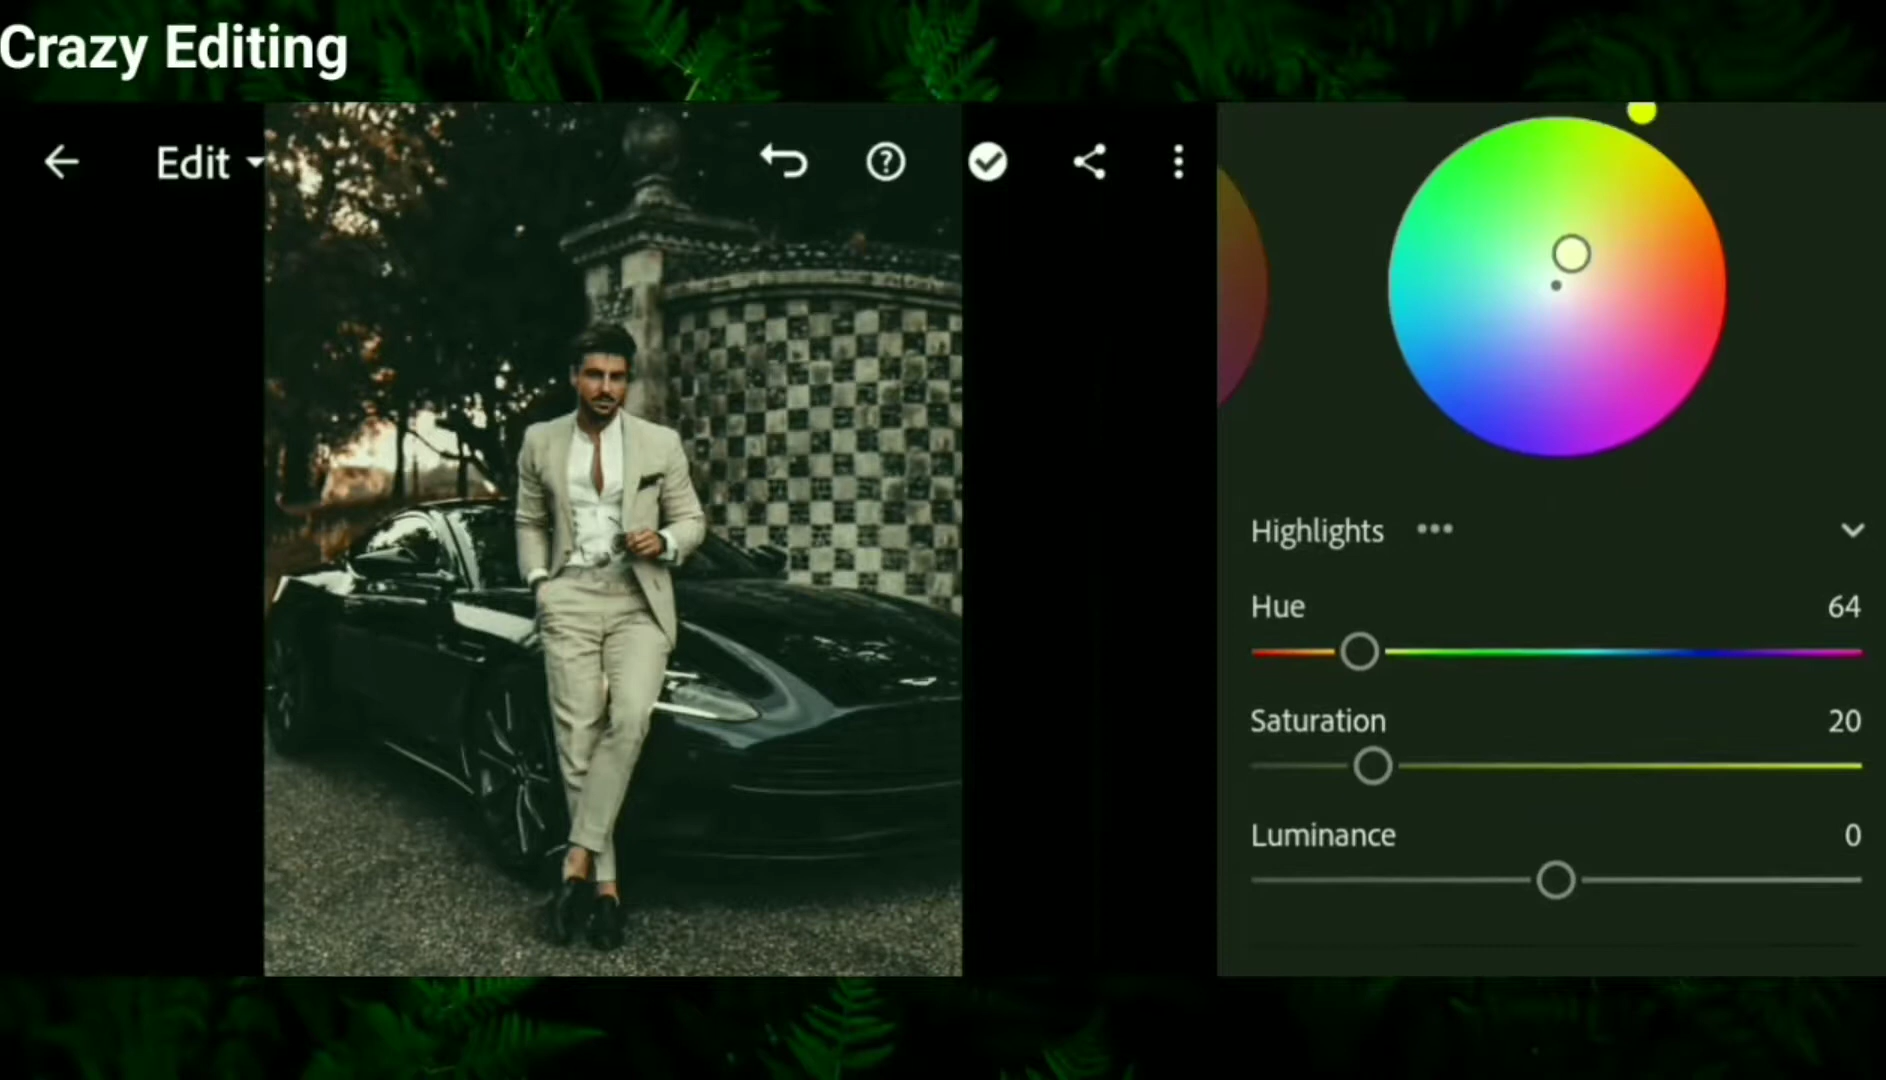 Crazy Editing
Edit
Highlights
Hue 64
Saturation 20
Luminance 0